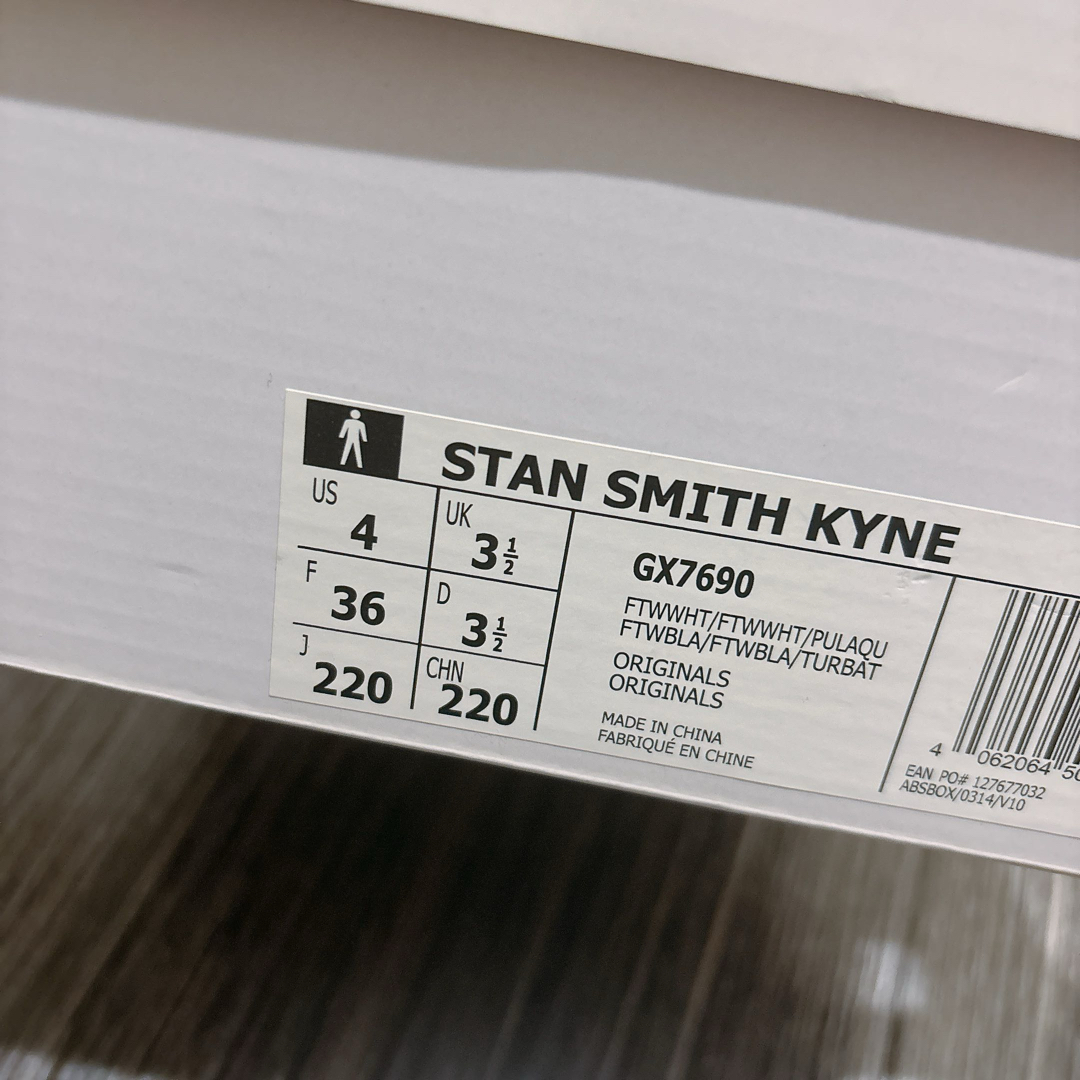 STAN SMITH KYNE
US
4
UK
3 1/2
F
36
D
3 1/2
J
220
CHN
220
GX7690
FTWWHT/FTWWHT/PULAQU
FTWBLA/FTWBLA/TURBAT
ORIGINALS
ORIGINALS
MADE IN CHINA
FABRIQUÉ EN CHINE
4 062064
EAN PO# 127677032
ABSBOX/0314/V10